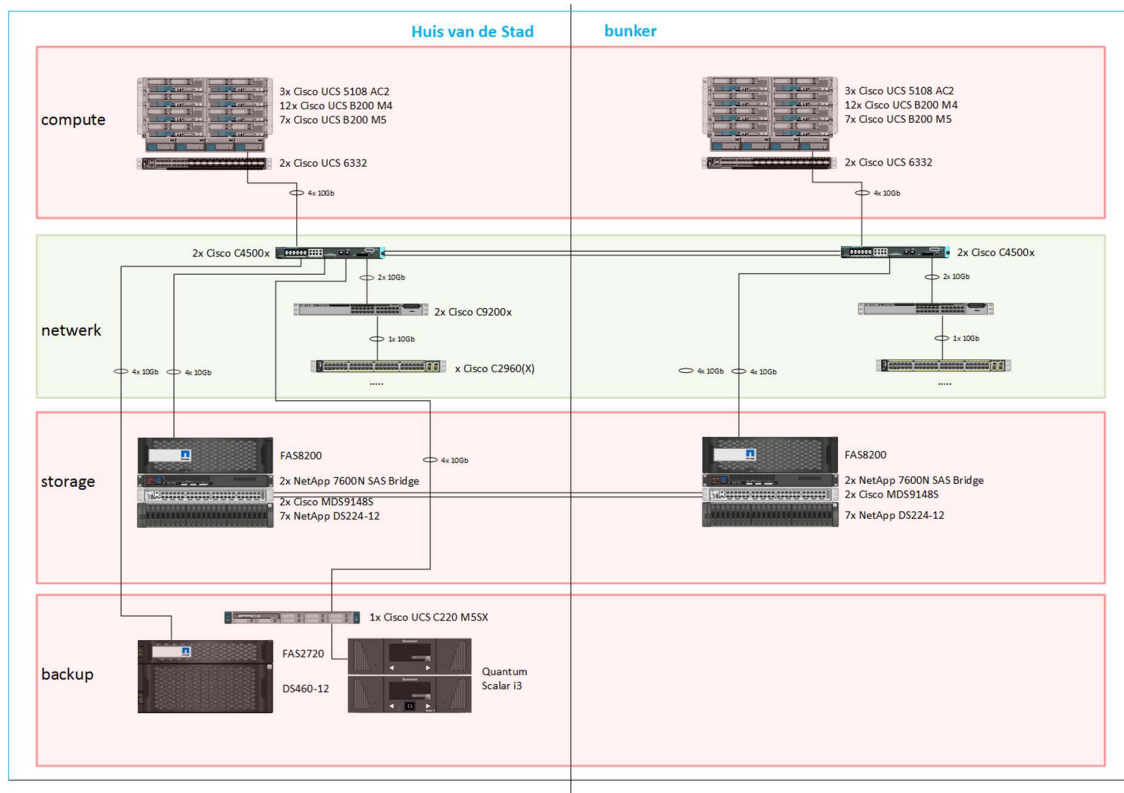 Huis van de Stad
bunker
compute
3x Cisco UCS 5108 AC2
12x Cisco UCS B200 M4
7x Cisco UCS B200 M5
2x Cisco UCS 6332
4x 10Gb
3x Cisco UCS 5108 AC2
12x Cisco UCS B200 M4
7x Cisco UCS B200 M5
2x Cisco UCS 6332
4x 10Gb
netwerk
2x Cisco C4500x
2x 10Gb
2x Cisco C9200x
1x 10Gb
x Cisco C2960(X)
.....
4x 10Gb
4x 10Gb
2x Cisco C4500x
2x 10Gb
1x 10Gb
.....
4x 10Gb
4x 10Gb
storage
FAS8200
2x NetApp 7600N SAS Bridge
2x Cisco MDS9148S
7x NetApp DS224-12
4x 10Gb
FAS8200
2x NetApp 7600N SAS Bridge
2x Cisco MDS9148S
7x NetApp DS224-12
backup
1x Cisco UCS C220 M5SX
FAS2720
DS460-12
Quantum
Quantum
Quantum
Scalar i3